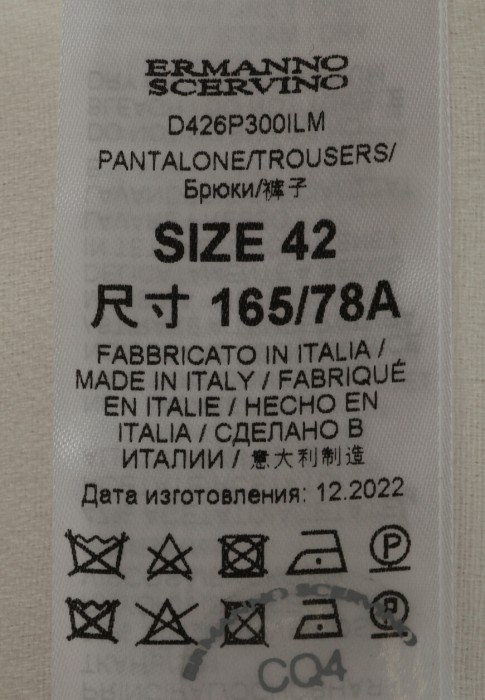 ERMANNO
SCERVINO
D426P300ILM
PANTALONE/TROUSERS/
Брюки/裤子
SIZE 42
尺寸 165/78A
FABBRICATO IN ITALIA /
MADE IN ITALY / FABRIQUÉ
EN ITALIE / HECHO EN
ITALIA / СДЕЛАНО В
ИТАЛИИ / 意大利制造
Дата изготовления: 12.2022
P
ERMANNO SCERVINO
CQ4